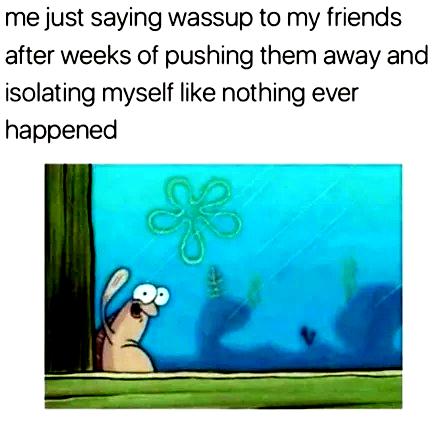 me just saying wassup to my friends
after weeks of pushing them away and
isolating myself like nothing ever
happened